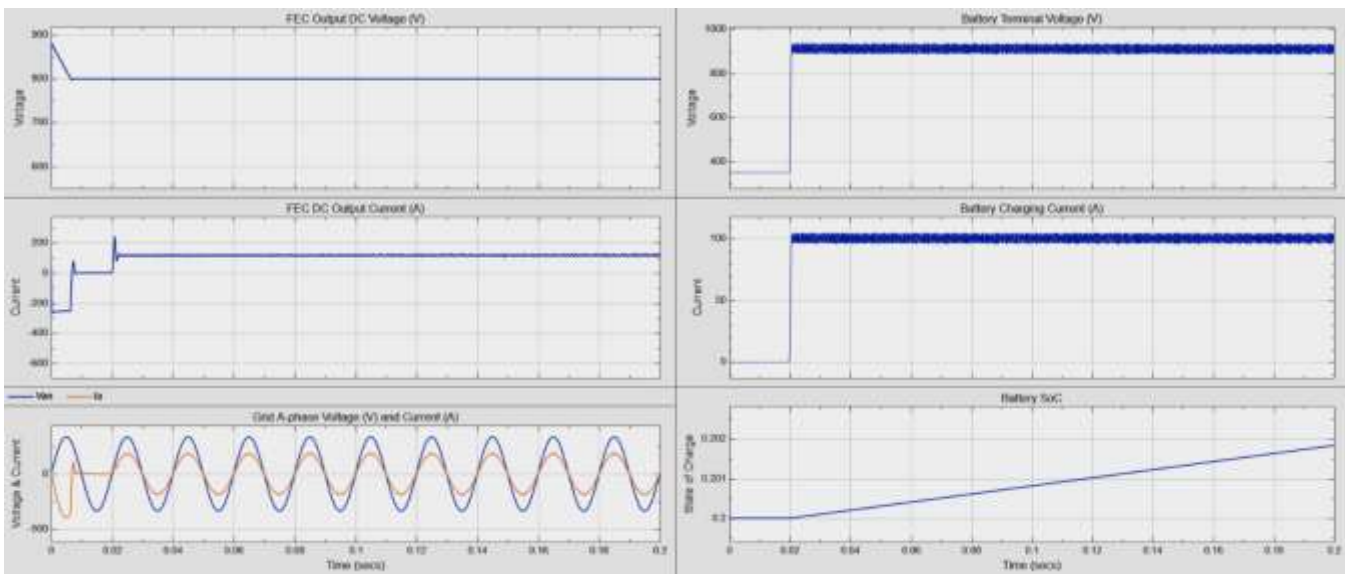 FEC Output DC Voltage (V)
900
800
700
600
Voltage
FEC DC Output Current (A)
200
0
-200
-400
-600
Current
Van
Ia
Grid A-phase Voltage (V) and Current (A)
0
-500
Voltage & Current
0 0.02 0.04 0.06 0.08 0.1 0.12 0.14 0.16 0.18 0.2
Time (secs)
Battery Terminal Voltage (V)
1000
800
600
400
Voltage
Battery Charging Current (A)
100
50
0
Current
Battery SoC
0.202
0.201
0.2
State of Charge
0 0.02 0.04 0.06 0.08 0.1 0.12 0.14 0.16 0.18 0.2
Time (secs)